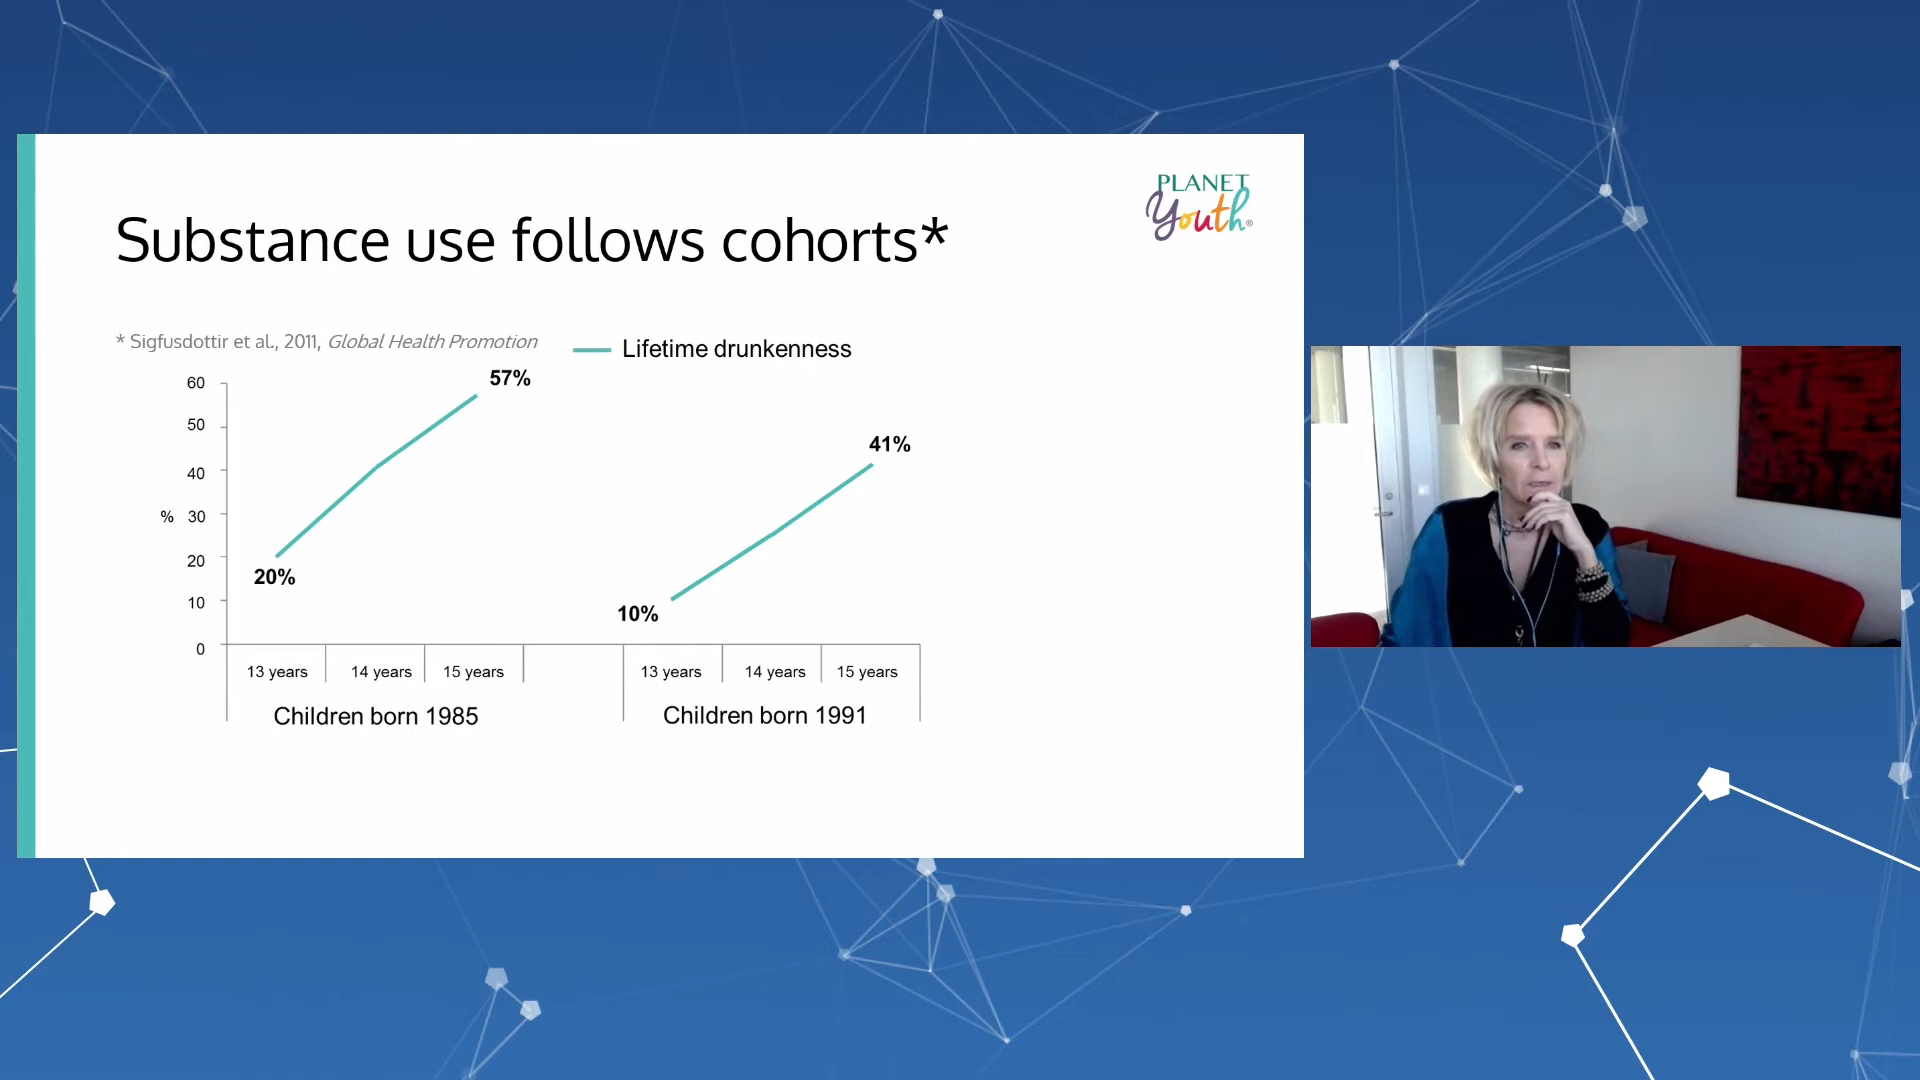 PLANET
Youth®
Substance use follows cohorts*
* Sigfusdottir et al., 2011, Global Health Promotion
Lifetime drunkenness
60
50
40
% 30
20
10
0
57%
20%
41%
10%
13 years 14 years 15 years 13 years 14 years 15 years
Children born 1985 Children born 1991